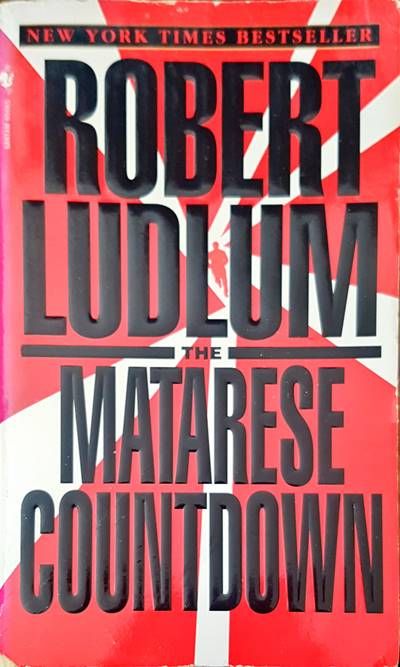 NEW YORK TIMES BESTSELLER
ROBERT
LUDLUM
THE
MATARESE
COUNTDOWN